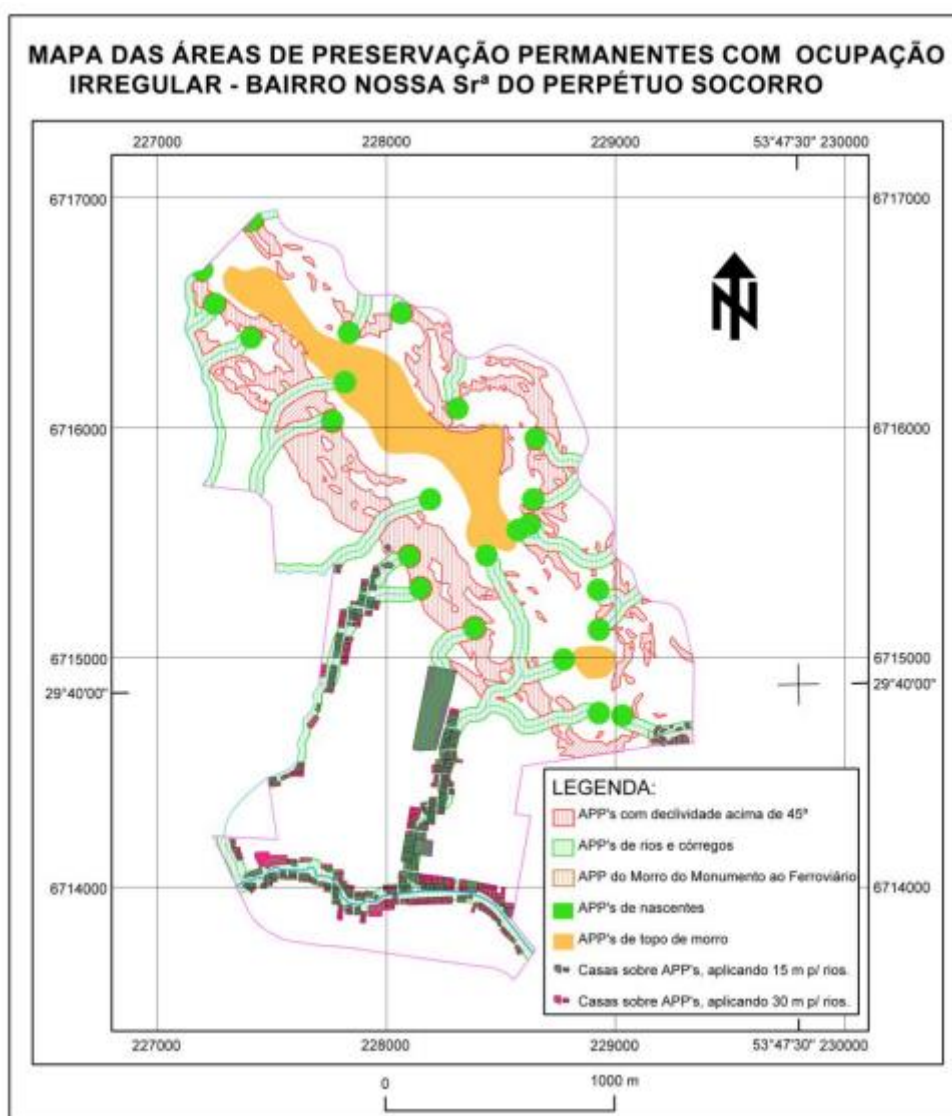 MAPA DAS ÁREAS DE PRESERVAÇÃO PERMANENTES COM OCUPAÇÃO
IRREGULAR - BAIRRO NOSSA Srª DO PERPÉTUO SOCORRO
227000 228000 229000 53°47'30" 230000
6717000 6717000
N
6716000 6716000
6715000 6715000
29°40'00" 29°40'00"
LEGENDA:
APP's com declividade acima de 45º
APP's de rios e córregos
APP do Morro do Monumento ao Ferroviário
APP's de nascentes
APP's de topo de morro
Casas sobre APP's, aplicando 15 m p/ rios.
Casas sobre APP's, aplicando 30 m p/ rios.
6714000 6714000
227000 228000 229000 53°47'30" 230000
0 1000 m